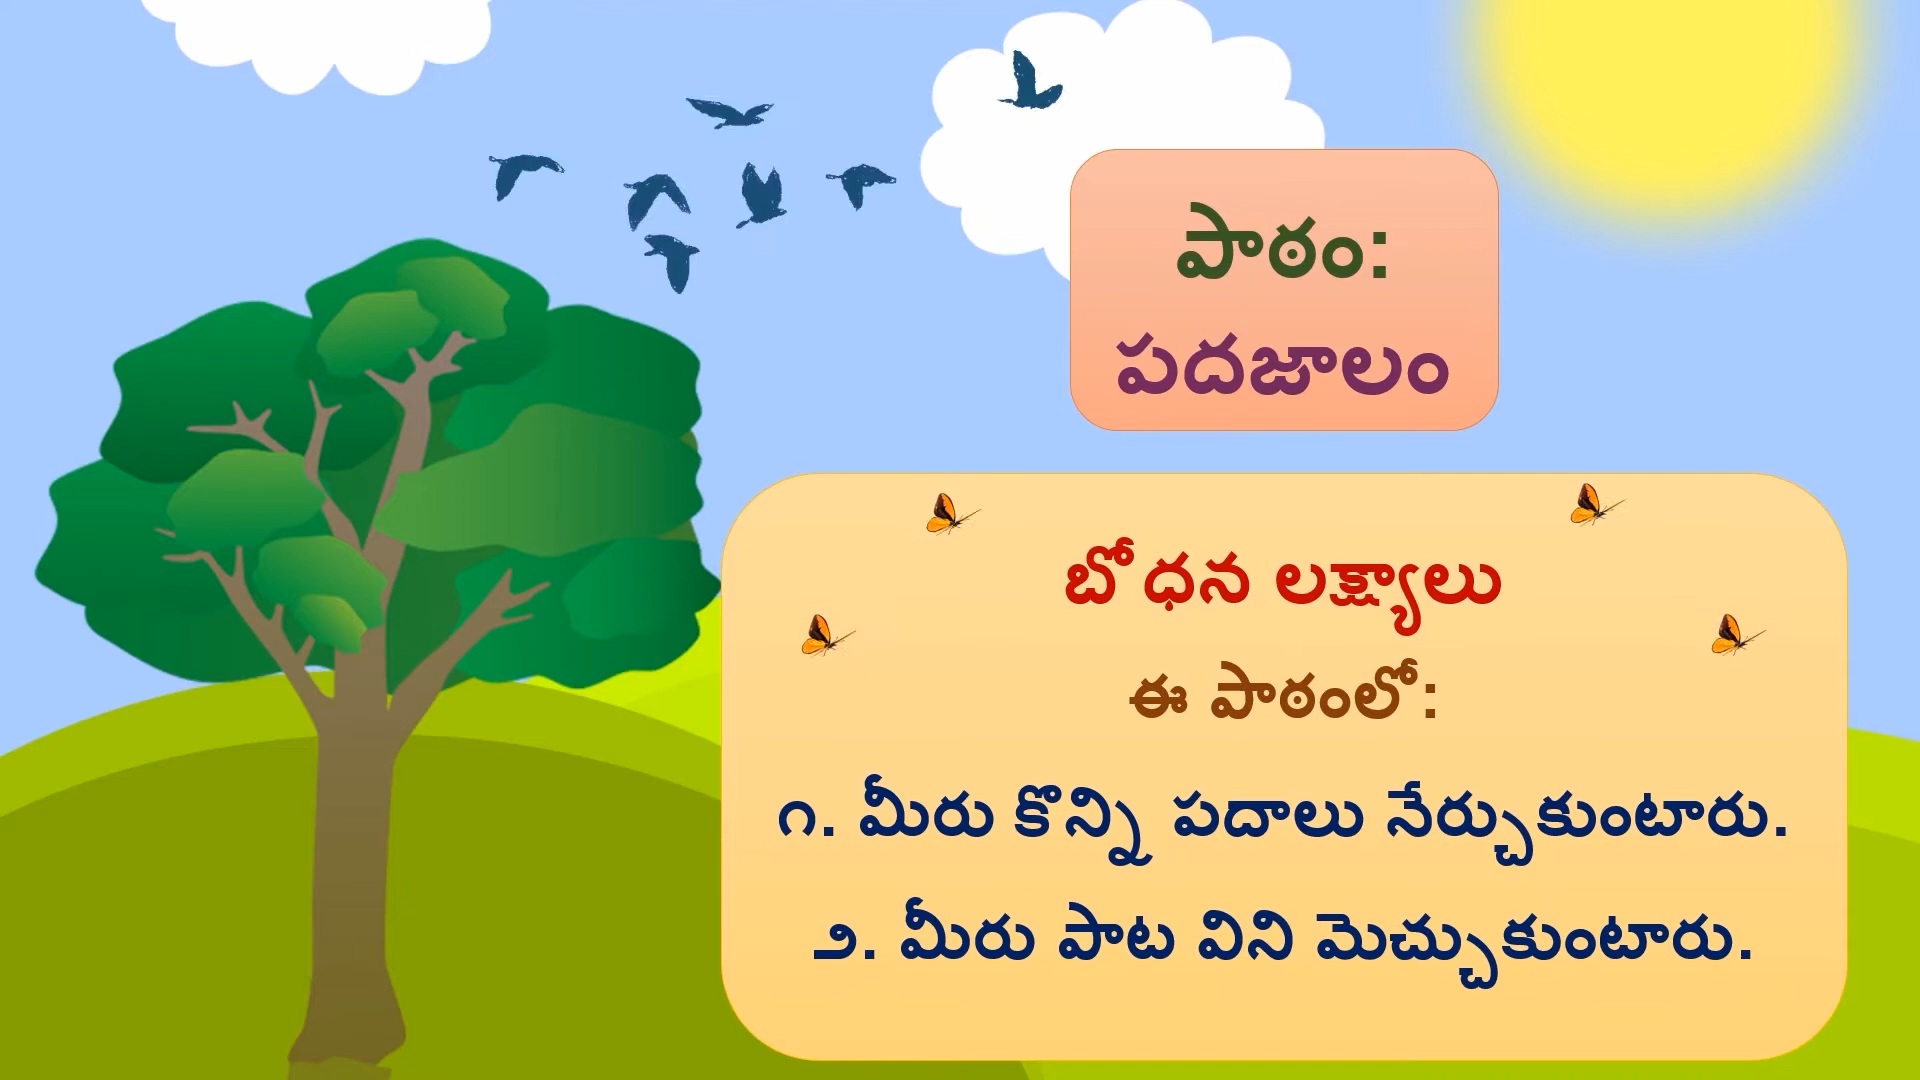 పాఠం:
పదజాలం
బోధన లక్ష్యాలు
ఈ పాఠంలో:
౧. మీరు కొన్ని పదాలు నేర్చుకుంటారు.
౨. మీరు పాట విని మెచ్చుకుంటారు.